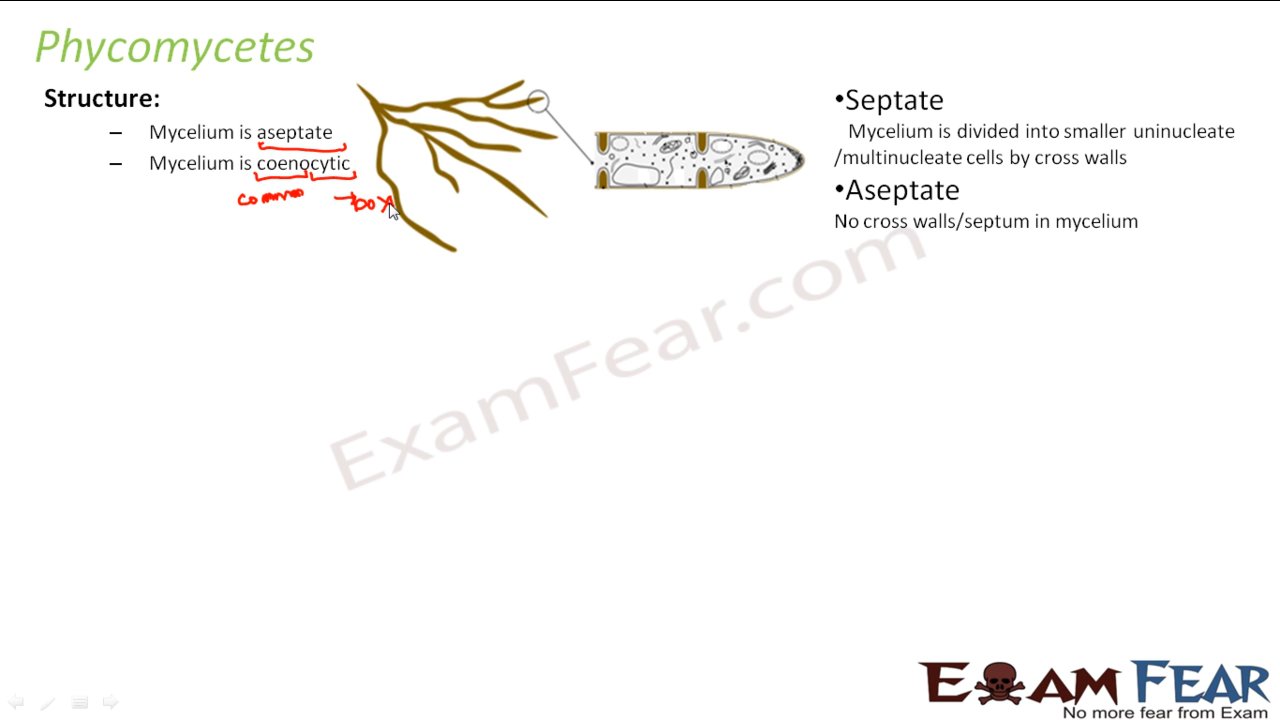 Phycomycetes
Structure:
– Mycelium is aseptate
– Mycelium is coenocytic
common → box
•Septate
Mycelium is divided into smaller uninucleate
/multinucleate cells by cross walls
•Aseptate
No cross walls/septum in mycelium
ExamFear.com
EXAM FEAR
No more fear from Exam